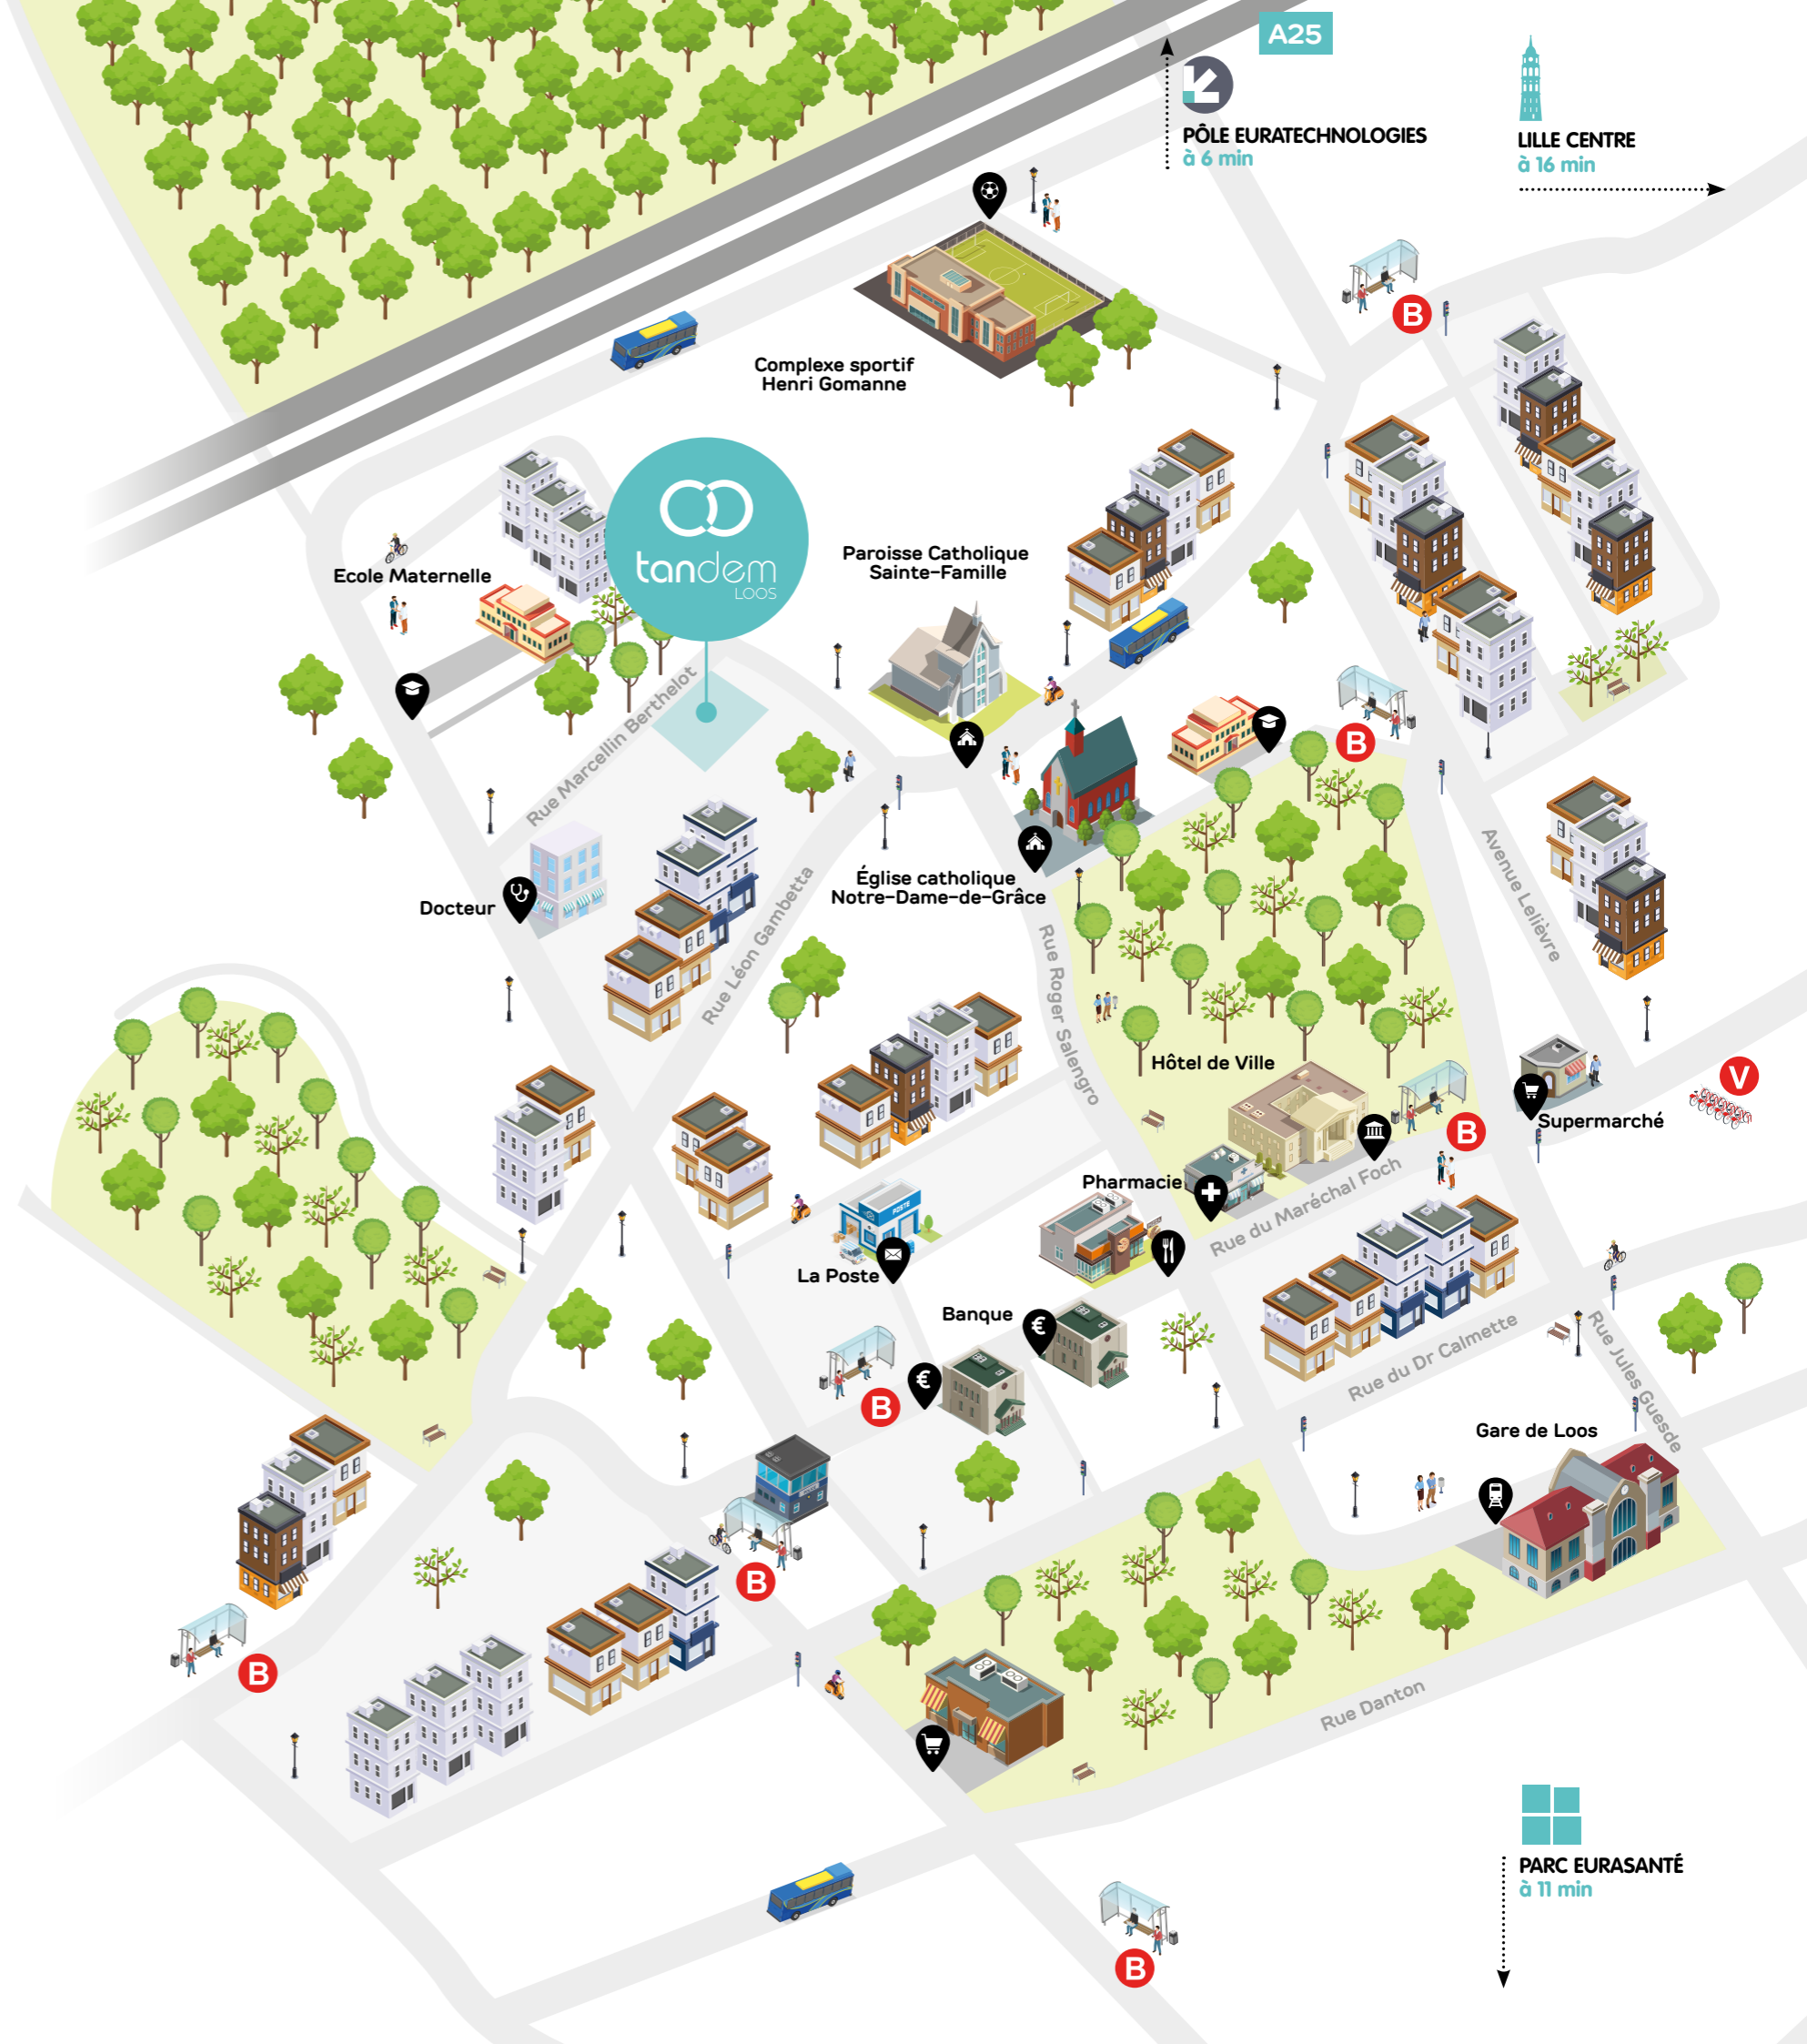 A25
PÔLE EURATECHNOLOGIES
à 6 min
LILLE CENTRE
à 16 min
B
Complexe sportif
Henri Gomanne
tandem
LOOS
Paroisse Catholique
Sainte-Famille
Ecole Maternelle
Rue Marcellin Berthelot
B
Avenue Lelièvre
Église catholique
Notre-Dame-de-Grâce
Docteur
Rue Léon Gambetta
Rue Roger Salengro
Hôtel de Ville
V
Supermarché
B
Pharmacie
Rue du Maréchal Foch
POSTE
La Poste
Banque
€
€
B
Rue du Dr Calmette
Rue Jules Guesde
Gare de Loos
B
B
Rue Danton
PARC EURASANTÉ
à 11 min
B